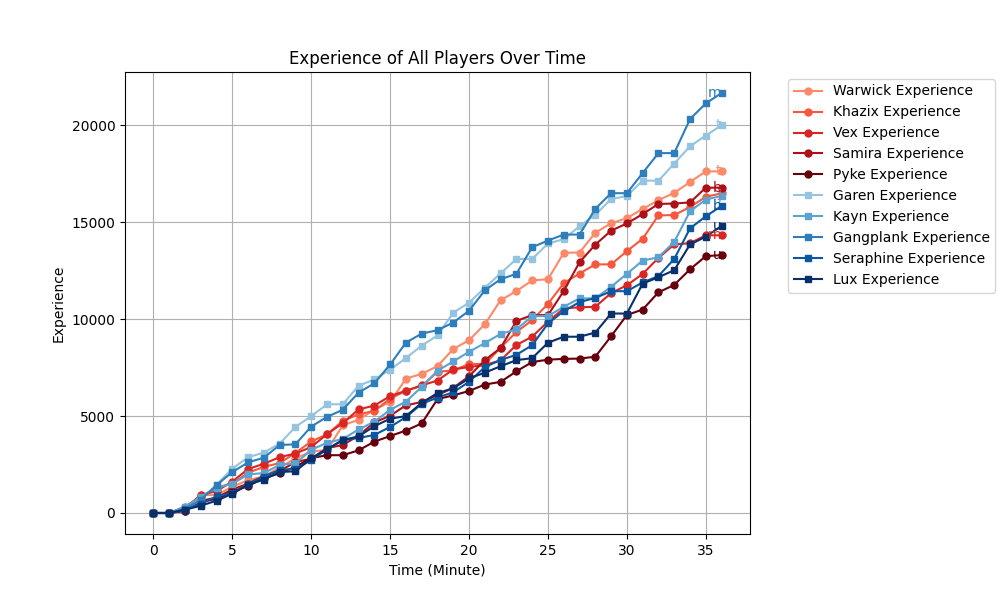 Experience of All Players Over Time
Experience
20000
15000
10000
5000
0
0 5 10 15 20 25 30 35
Time (Minute)
m
Warwick Experience
Khazix Experience
Vex Experience
Samira Experience
Pyke Experience
Garen Experience
Kayn Experience
Gangplank Experience
Seraphine Experience
Lux Experience